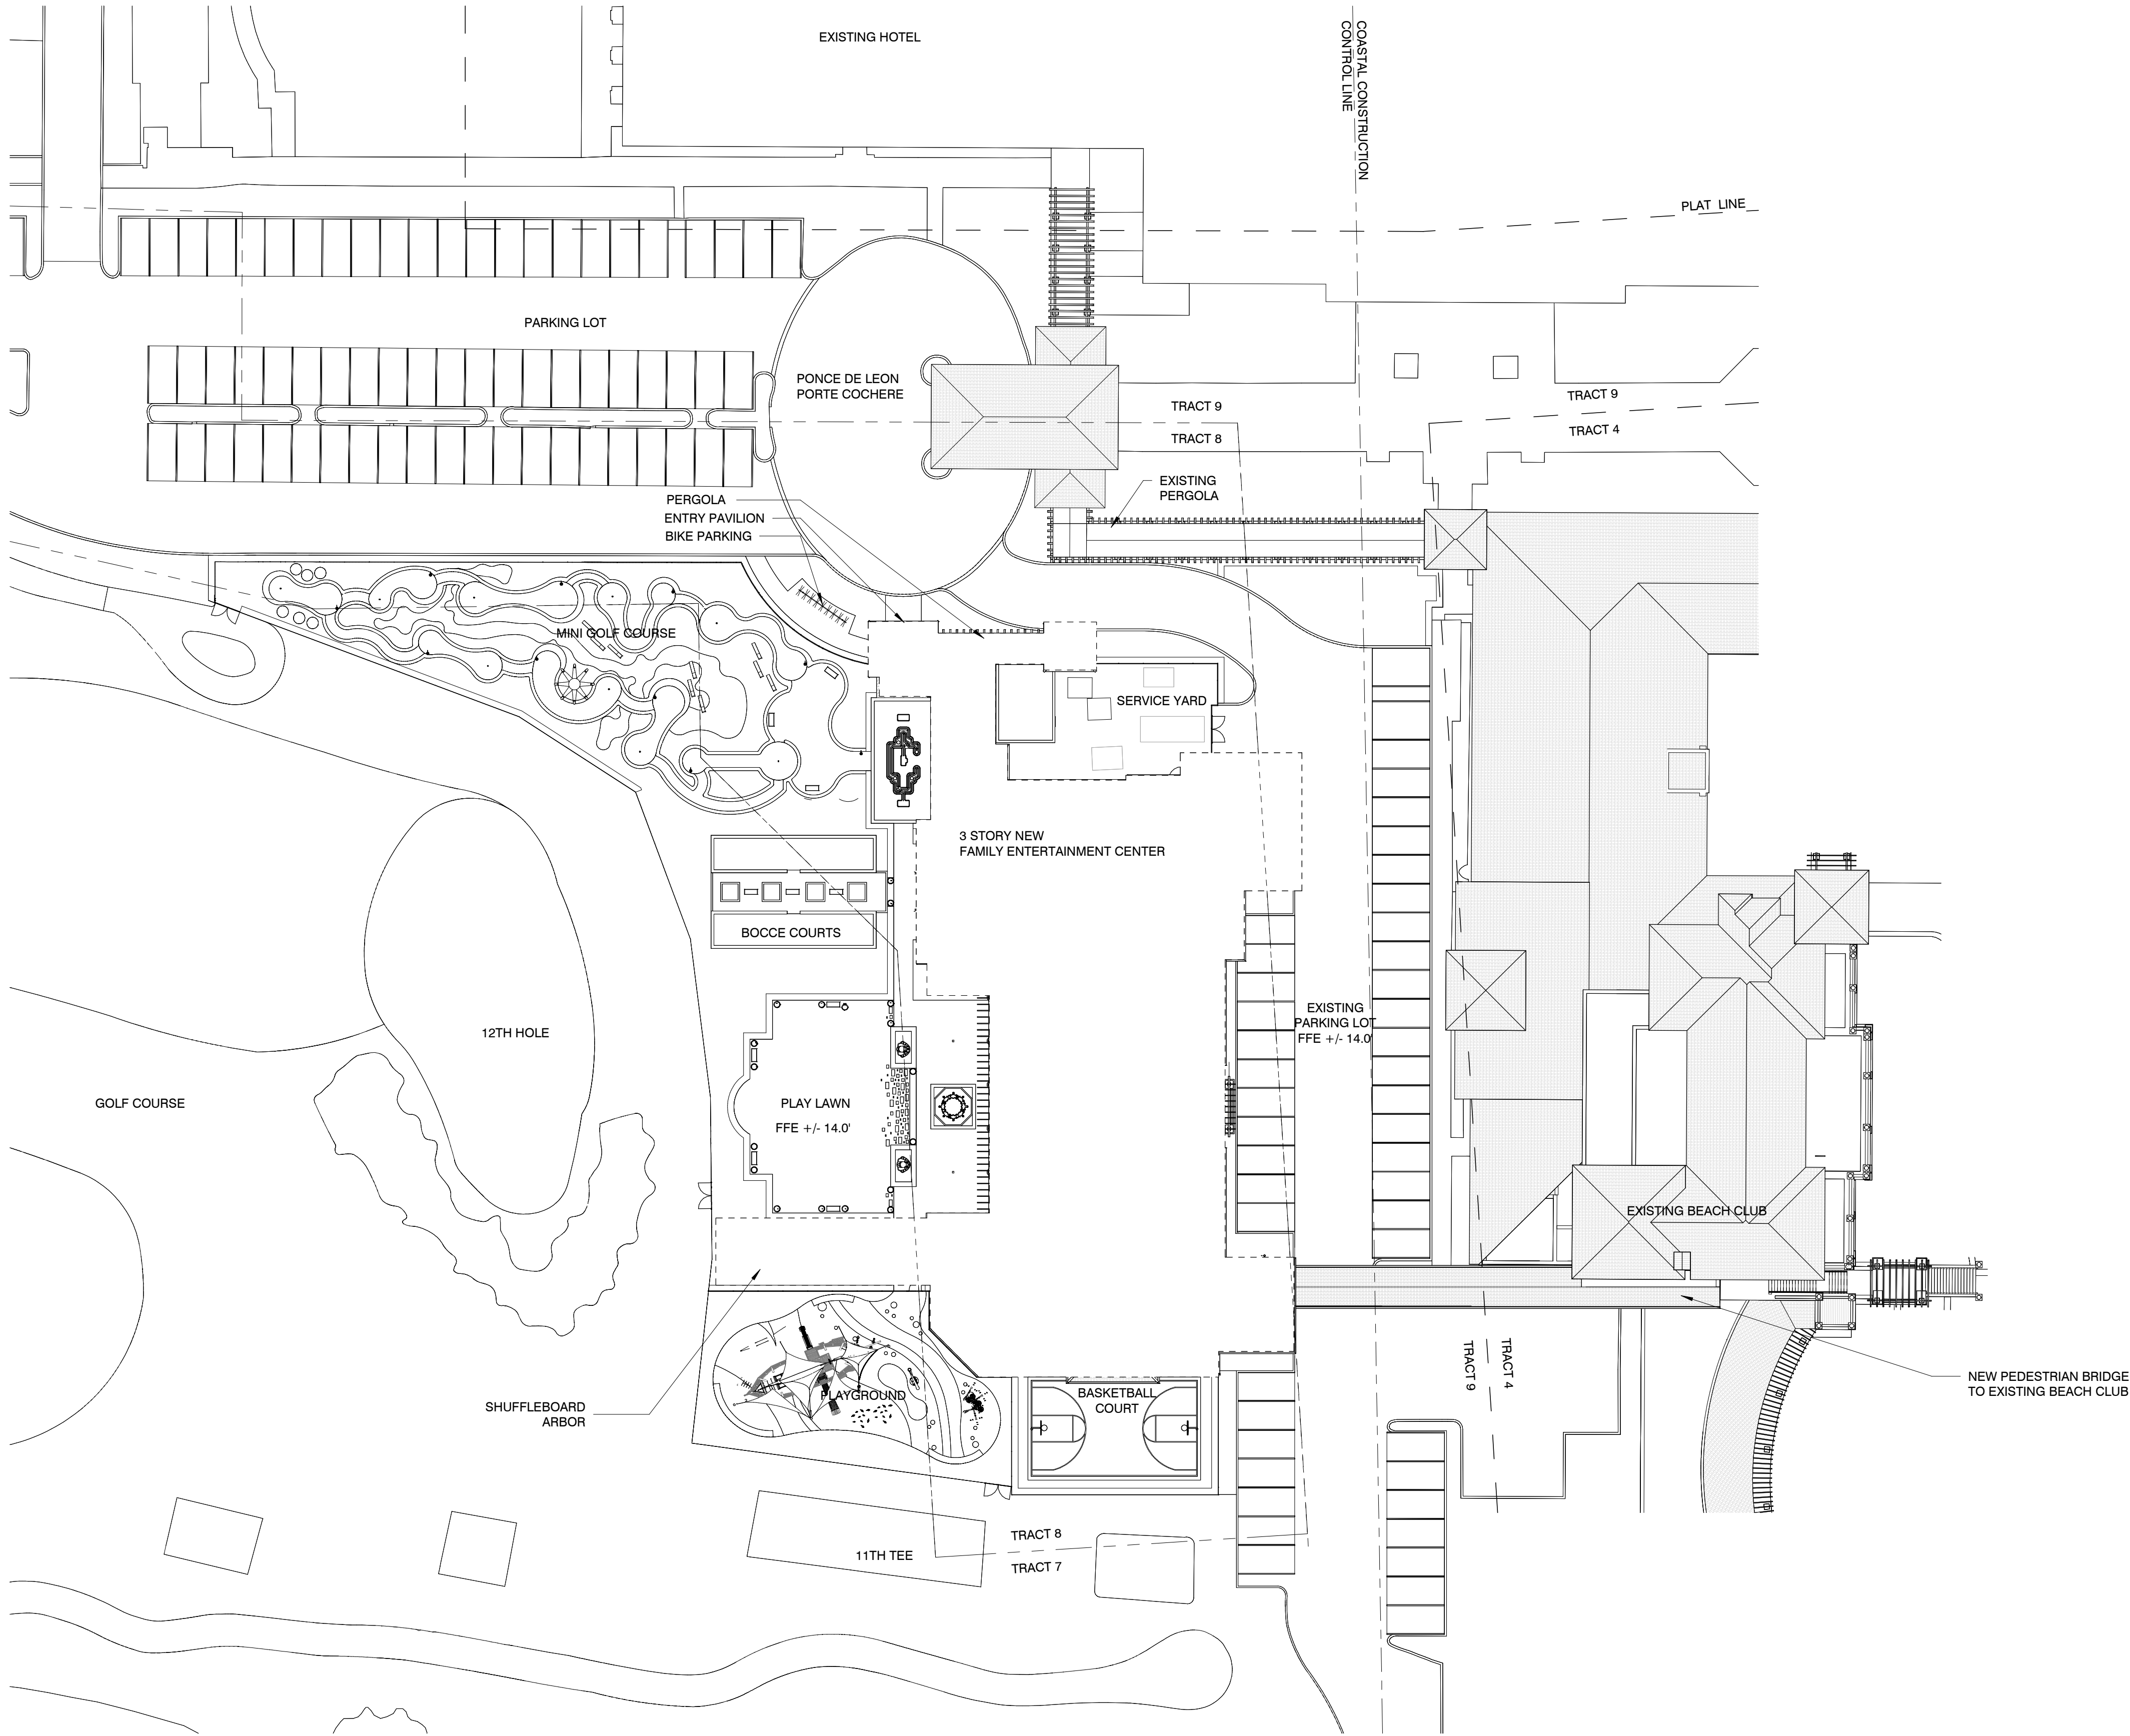 EXISTING HOTEL
COASTAL CONSTRUCTION
CONTROL LINE
PLAT LINE
PARKING LOT
PONCE DE LEON
PORTE COCHERE
TRACT 9
TRACT 8
TRACT 9
TRACT 4
EXISTING
PERGOLA
PERGOLA
ENTRY PAVILION
BIKE PARKING
MINI GOLF COURSE
SERVICE YARD
3 STORY NEW
FAMILY ENTERTAINMENT CENTER
BOCCE COURTS
12TH HOLE
EXISTING
PARKING LOT
FFE +/- 14.0'
GOLF COURSE
PLAY LAWN
FFE +/- 14.0'
EXISTING BEACH CLUB
SHUFFLEBOARD
ARBOR
PLAYGROUND
BASKETBALL
COURT
TRACT 9
TRACT 4
NEW PEDESTRIAN BRIDGE
TO EXISTING BEACH CLUB
11TH TEE
TRACT 8
TRACT 7